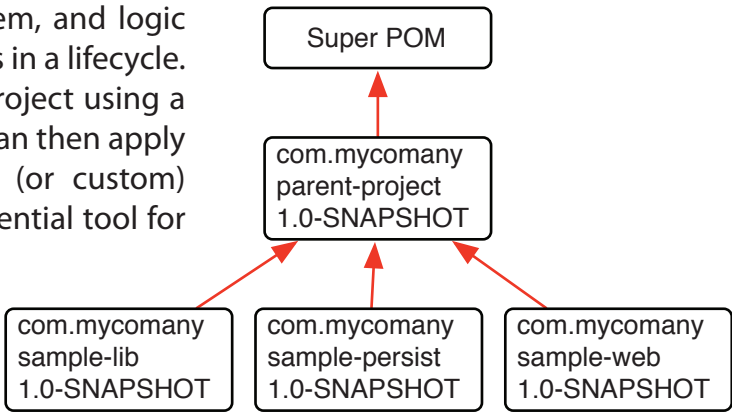 em, and logic
s in a lifecycle.
roject using a
an then apply
(or custom)
ential tool for
Super POM
com.mycomany
parent-project
1.0-SNAPSHOT
com.mycomany
sample-lib
1.0-SNAPSHOT
com.mycomany
sample-persist
1.0-SNAPSHOT
com.mycomany
sample-web
1.0-SNAPSHOT